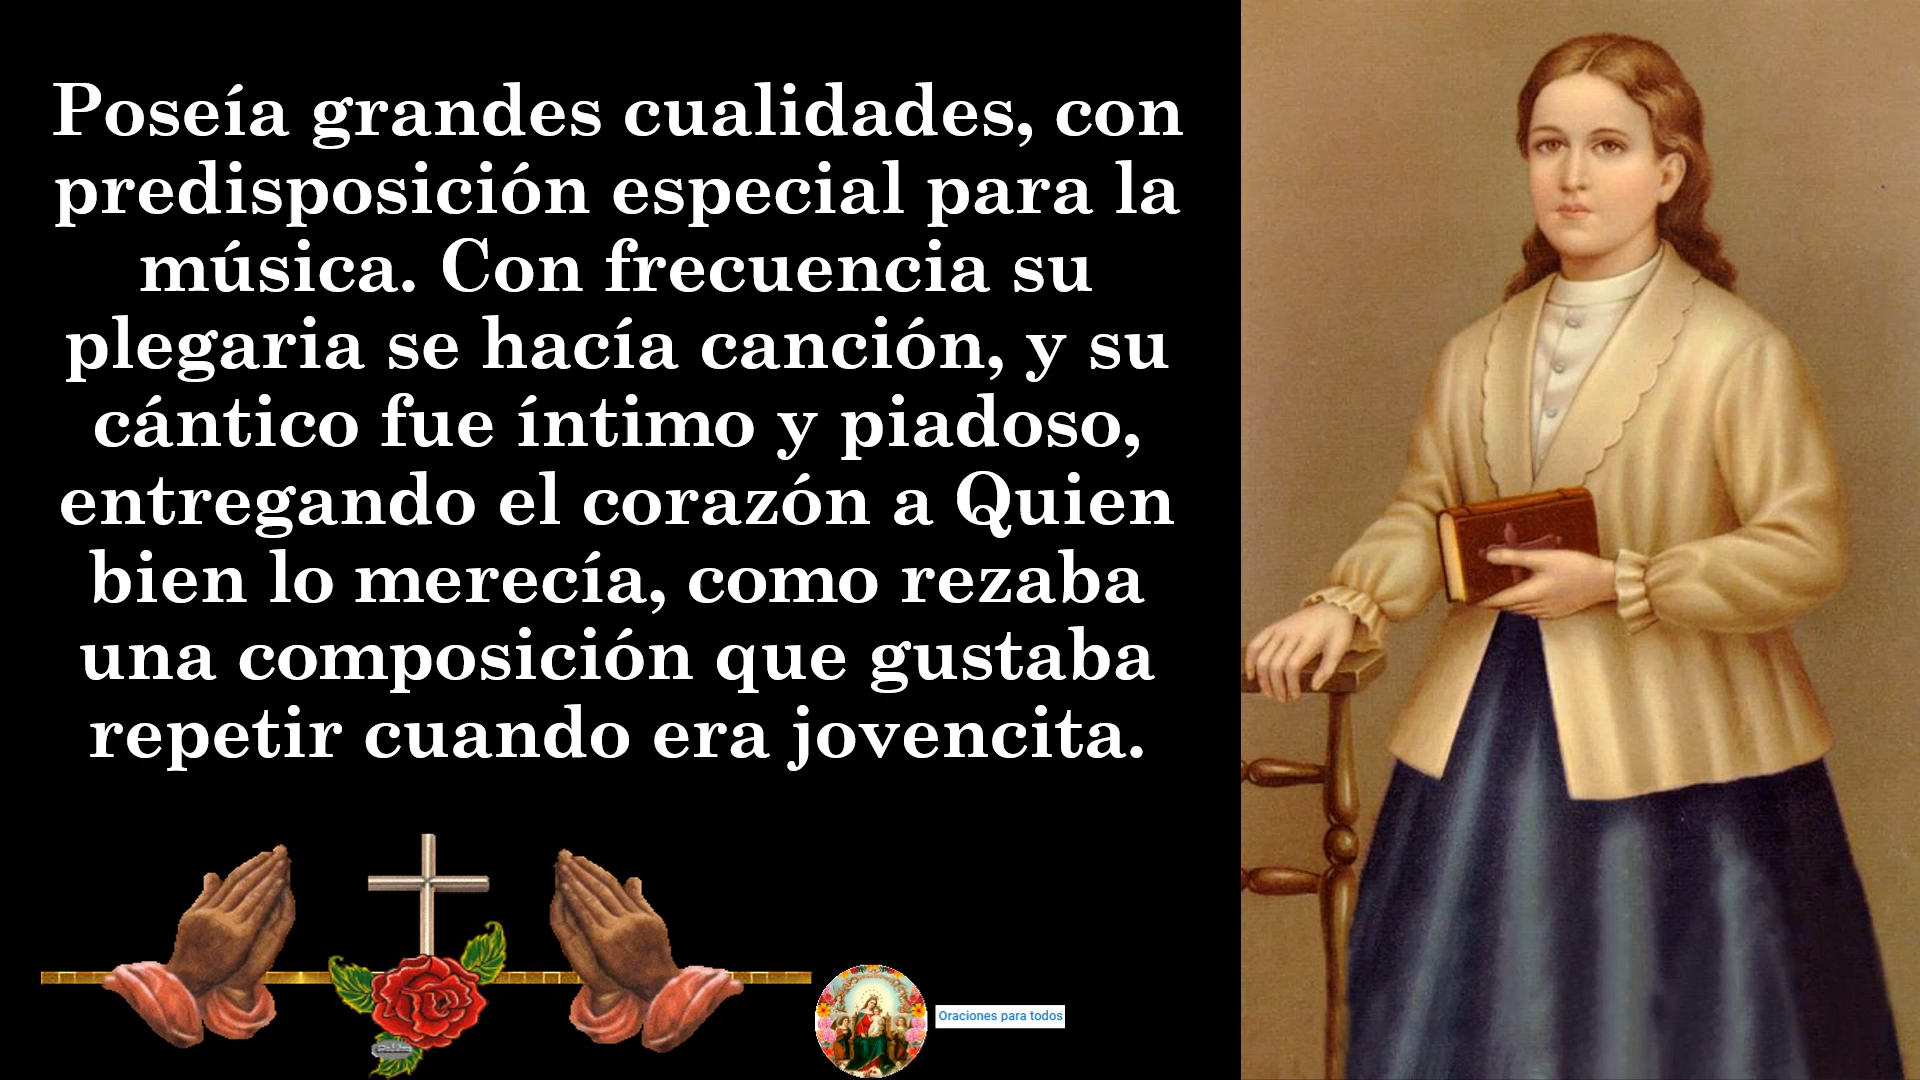 Poseía grandes cualidades, con
predisposición especial para la
música. Con frecuencia su
plegaria se hacía canción, y su
cántico fue íntimo y piadoso,
entregando el corazón a Quien
bien lo merecía, como rezaba
una composición que gustaba
repetir cuando era jovencita.
Oraciones para todos